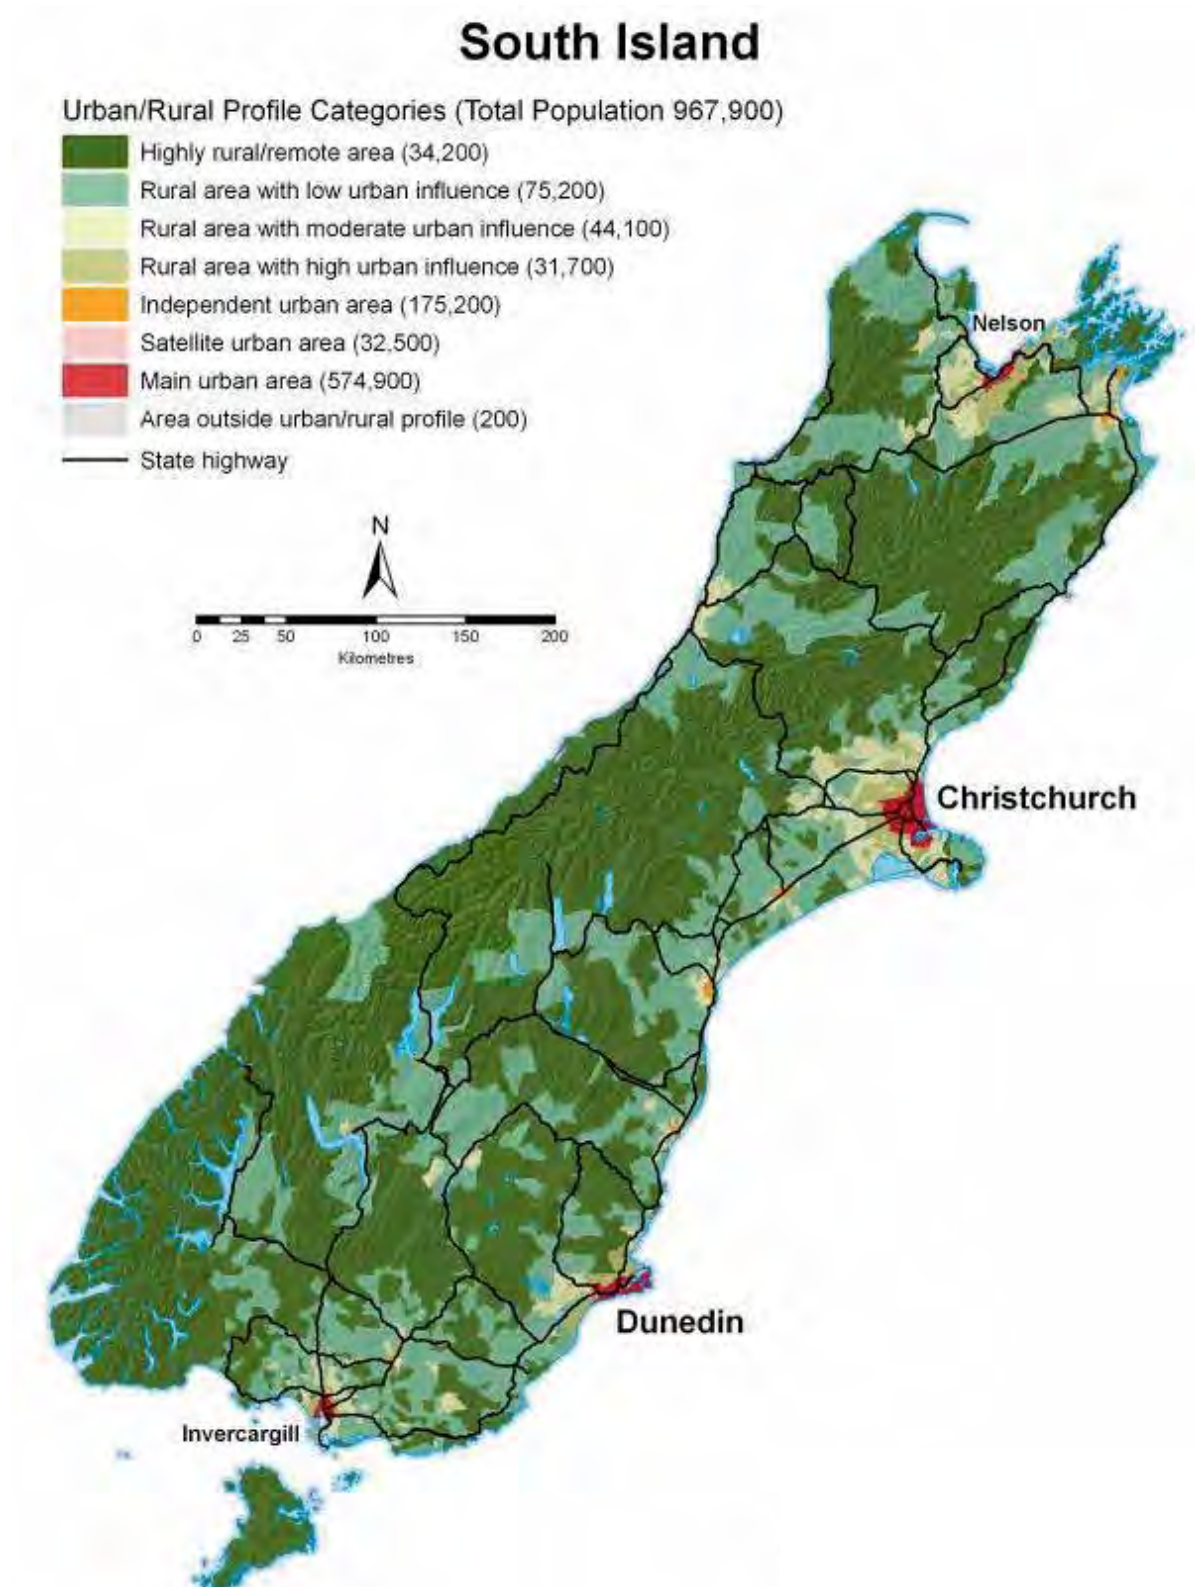 South Island
Urban/Rural Profile Categories (Total Population 967,900)
Highly rural/remote area (34,200)
Rural area with low urban influence (75,200)
Rural area with moderate urban influence (44,100)
Rural area with high urban influence (31,700)
Independent urban area (175,200)
Satellite urban area (32,500)
Main urban area (574,900)
Area outside urban/rural profile (200)
State highway
N
0 25 50 100 150 200
Kilometres
Nelson
Christchurch
Dunedin
Invercargill